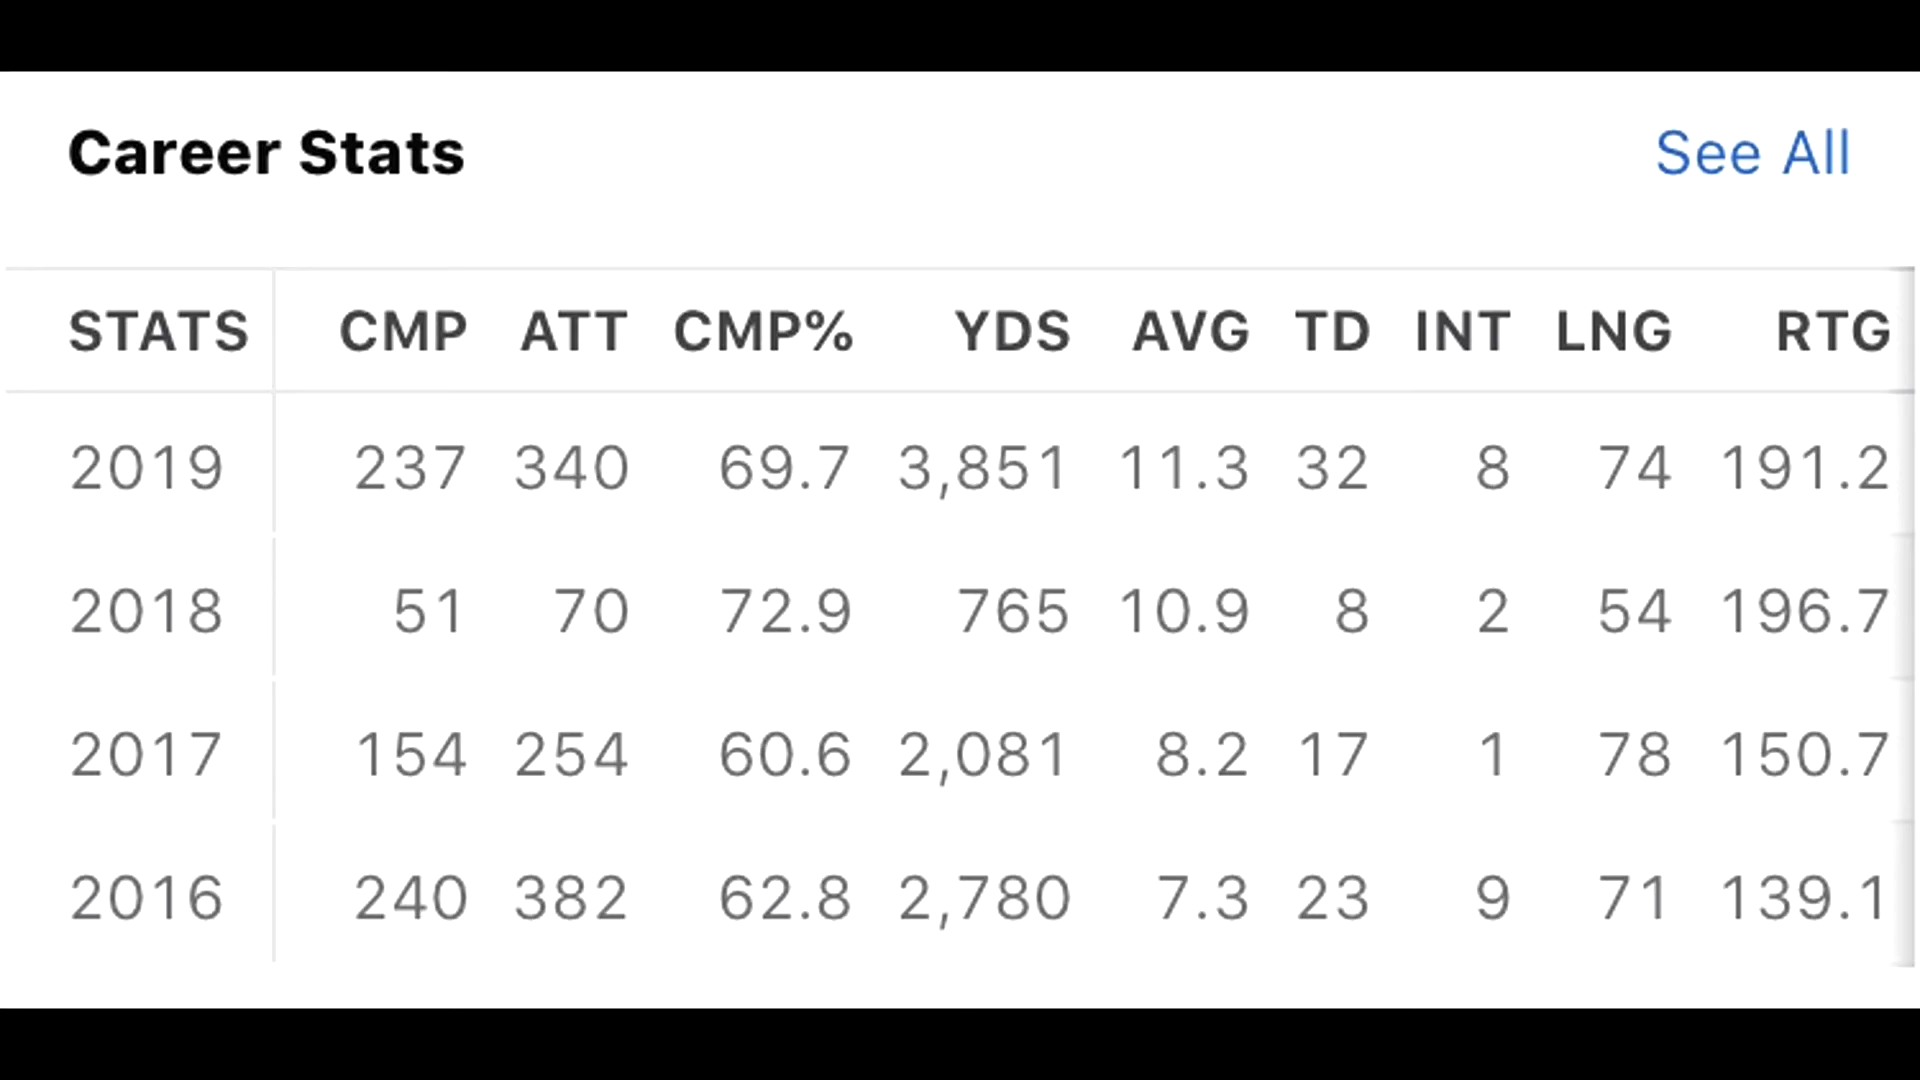 Career Stats See All
STATS CMP ATT CMP% YDS AVG TD INT LNG RTG
2019 237 340 69.7 3,851 11.3 32 8 74 191.2
2018 51 70 72.9 765 10.9 8 2 54 196.7
2017 154 254 60.6 2,081 8.2 17 1 78 150.7
2016 240 382 62.8 2,780 7.3 23 9 71 139.1